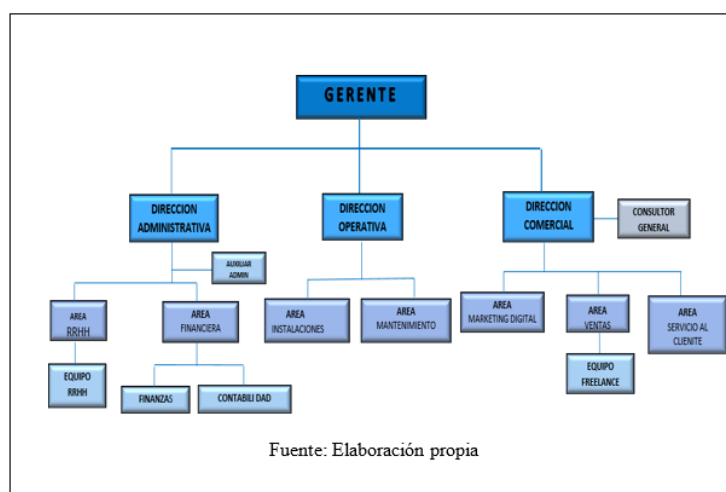 GERENTE
DIRECCION
ADMINISTRATIVA
DIRECCION
OPERATIVA
DIRECCION
COMERCIAL
CONSULTOR
GENERAL
AUXILIAR
ADMIN
AREA
RRHH
AREA
FINANCIERA
AREA
INSTALACIONES
AREA
MANTENIMIENTO
AREA
MARKETING DIGITAL
AREA
VENTAS
AREA
SERVICIO AL
CLIENITE
EQUIPO
RRHH
FINANZAS
CONTABILI DAD
EQUIPO
FREELANCE
Fuente: Elaboración propia